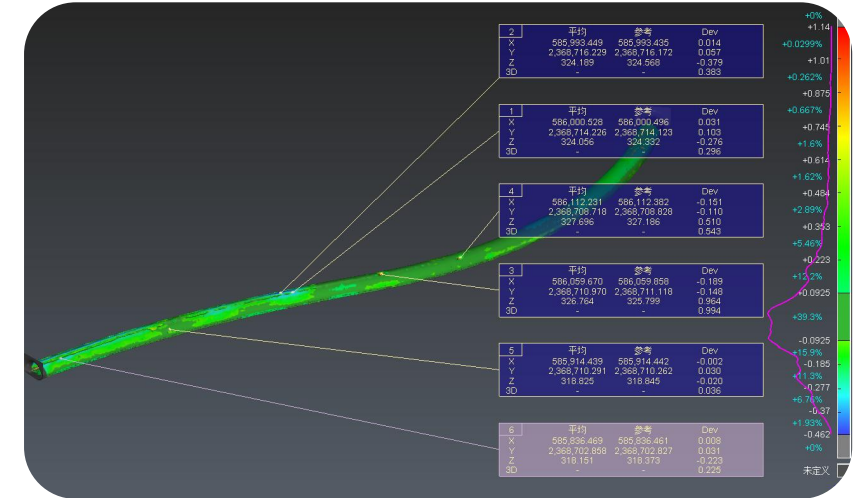 2 平均 参考 Dev
X 585,993.449 585,993.435 0.014
Y 2,368,716.229 2,368,716.172 0.057
Z 324.189 324.568 -0.379
3D - - 0.383
1 平均 参考 Dev
X 586,000.528 586,000.496 0.031
Y 2,368,714.226 2,368,714.123 0.103
Z 324.056 324.332 -0.276
3D - - 0.296
4 平均 参考 Dev
X 586,112.231 586,112.382 -0.151
Y 2,368,708.718 2,368,708.828 -0.110
Z 327.696 327.186 0.510
3D - - 0.543
3 平均 参考 Dev
X 586,059.670 586,059.858 -0.189
Y 2,368,710.970 2,368,711.118 -0.148
Z 326.764 325.799 0.964
3D - - 0.994
5 平均 参考 Dev
X 585,914.439 585,914.442 -0.002
Y 2,368,710.291 2,368,710.262 0.030
Z 318.825 318.845 -0.020
3D - - 0.036
6 平均 参考 Dev
X 585,836.469 585,836.461 0.008
Y 2,368,702.858 2,368,702.827 0.031
Z 318.151 318.373 -0.223
3D - - 0.225
+0%
+1.14
+0.0299%
+1.01
+0.262%
+0.875
+0.667%
+0.745
+1.6%
+0.614
+1.62%
+0.484
+2.89%
+0.353
+5.46%
+0.223
+12.2%
+0.0925
+39.3%
-0.0925
+15.9%
-0.185
+11.3%
-0.277
+6.76%
-0.37
+1.93%
-0.462
+0%
未定义